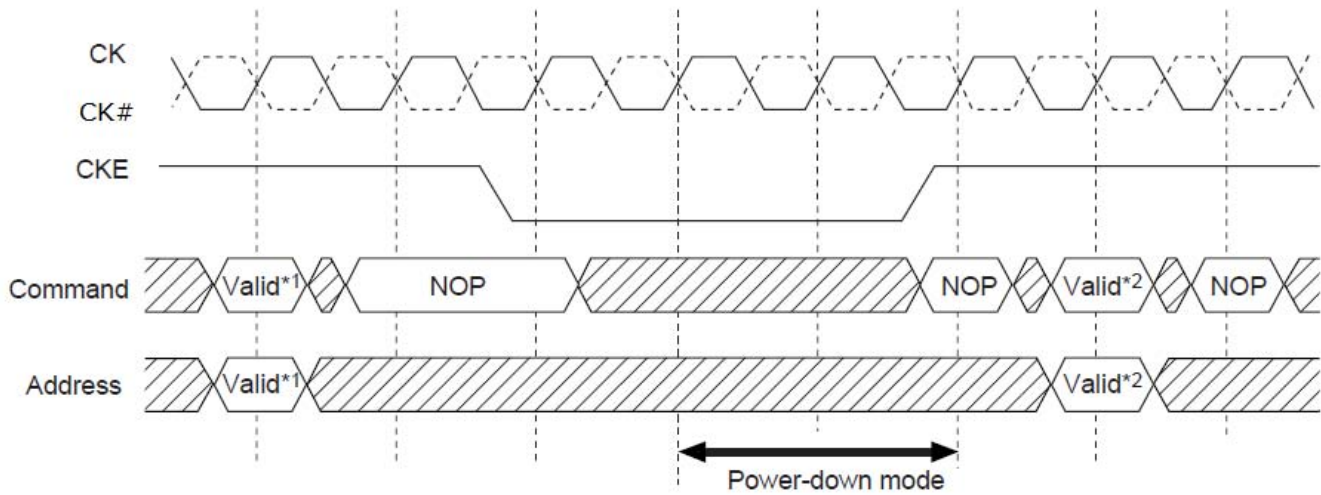 CK
CK#
CKE
Command Valid*1 NOP NOP Valid*2 NOP
Address Valid*1 Valid*2
Power-down mode